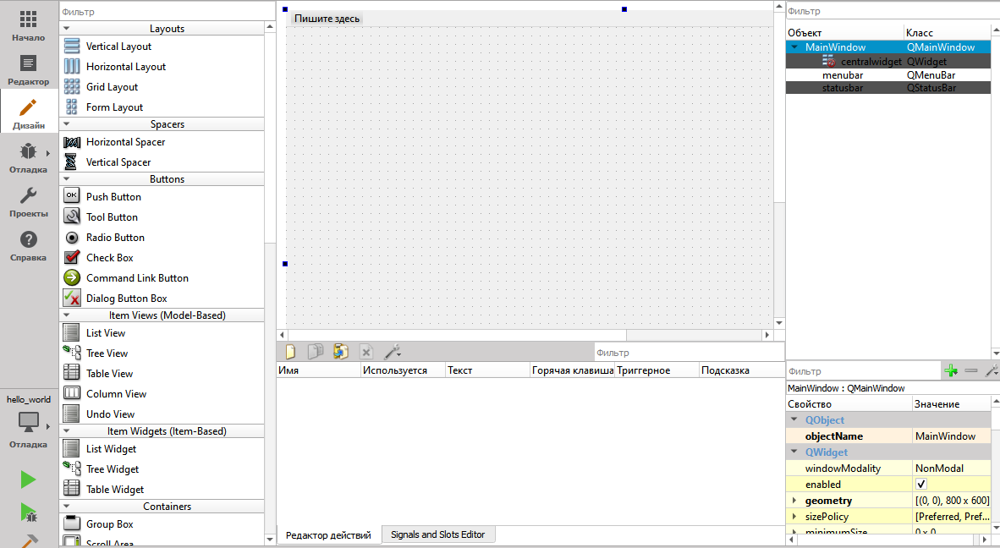 Начало
Редактор
Дизайн
Отладка
Проекты
Справка
hello_world
Отладка
Фильтр
Layouts
Vertical Layout
Horizontal Layout
Grid Layout
Form Layout
Spacers
Horizontal Spacer
Vertical Spacer
Buttons
OK
Push Button
Tool Button
Radio Button
Check Box
Command Link Button
Dialog Button Box
Item Views (Model-Based)
List View
Tree View
Table View
Column View
Undo View
Item Widgets (Item-Based)
List Widget
Tree Widget
Table Widget
Containers
Group Box
Scroll Area
Пишите здесь
Фильтр
Имя Используется Текст Горячая клавиша Триггерное Подсказка
Редактор действий Signals and Slots Editor
Фильтр
Объект Класс
MainWindow QMainWindow
centralwidget QWidget
menubar QMenuBar
statusbar QStatusBar
Фильтр
MainWindow : QMainWindow
Свойство Значение
QObject
objectName MainWindow
QWidget
windowModality NonModal
enabled
geometry [(0, 0), 800 x 600]
sizePolicy [Preferred, Pref...
minimumSize 0 x 0